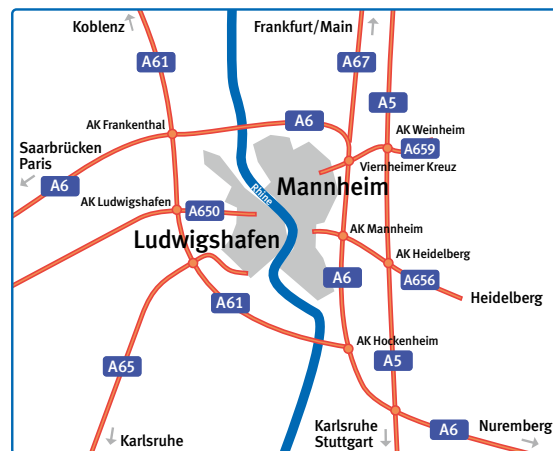 Koblenz
Frankfurt/Main
A61
A67
A5
A6
AK Frankenthal
AK Weinheim
A659
Saarbrücken
Paris
Viernheimer Kreuz
A6
Mannheim
Rhine
AK Ludwigshafen
A650
AK Mannheim
Ludwigshafen
AK Heidelberg
A6
A656
Heidelberg
A61
AK Hockenheim
A65
A5
Karlsruhe
Karlsruhe
Stuttgart
A6
Nuremberg